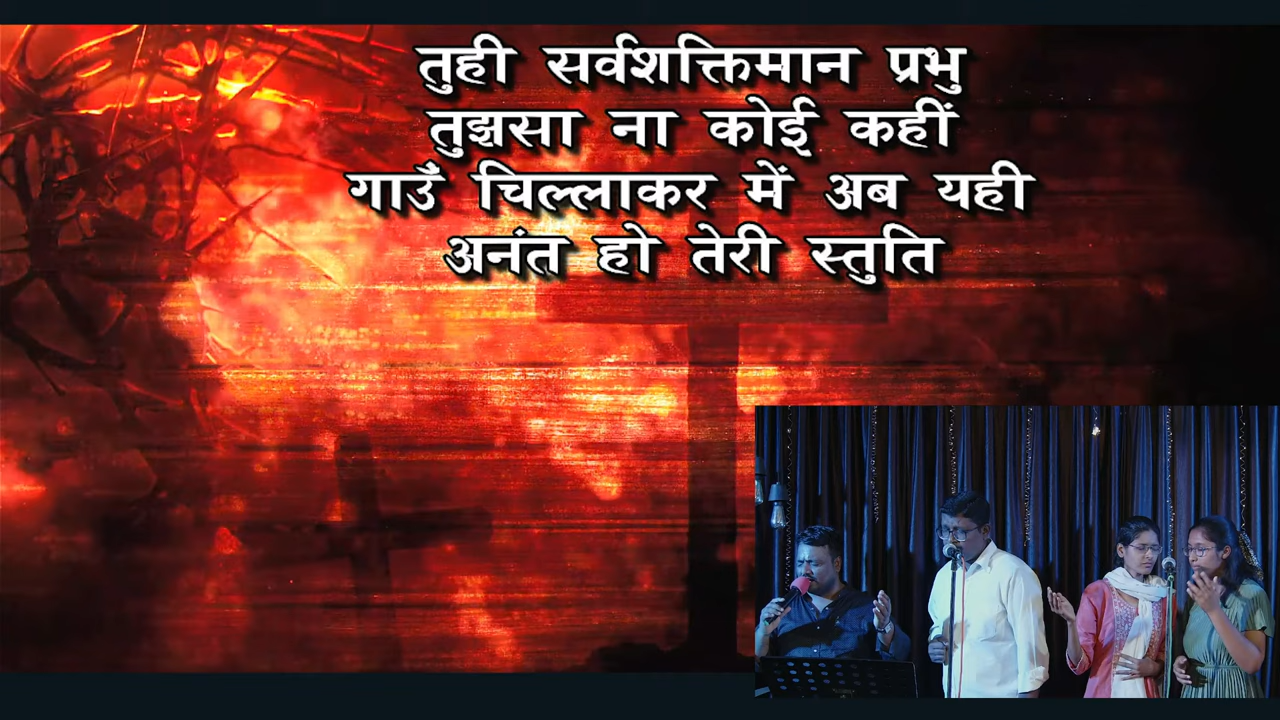 तुही सर्वशक्तिमान प्रभु
तुझसा ना कोई कहीं
गाउँ चिल्लाकर में अब यही
अनंत हो तेरी स्तुति